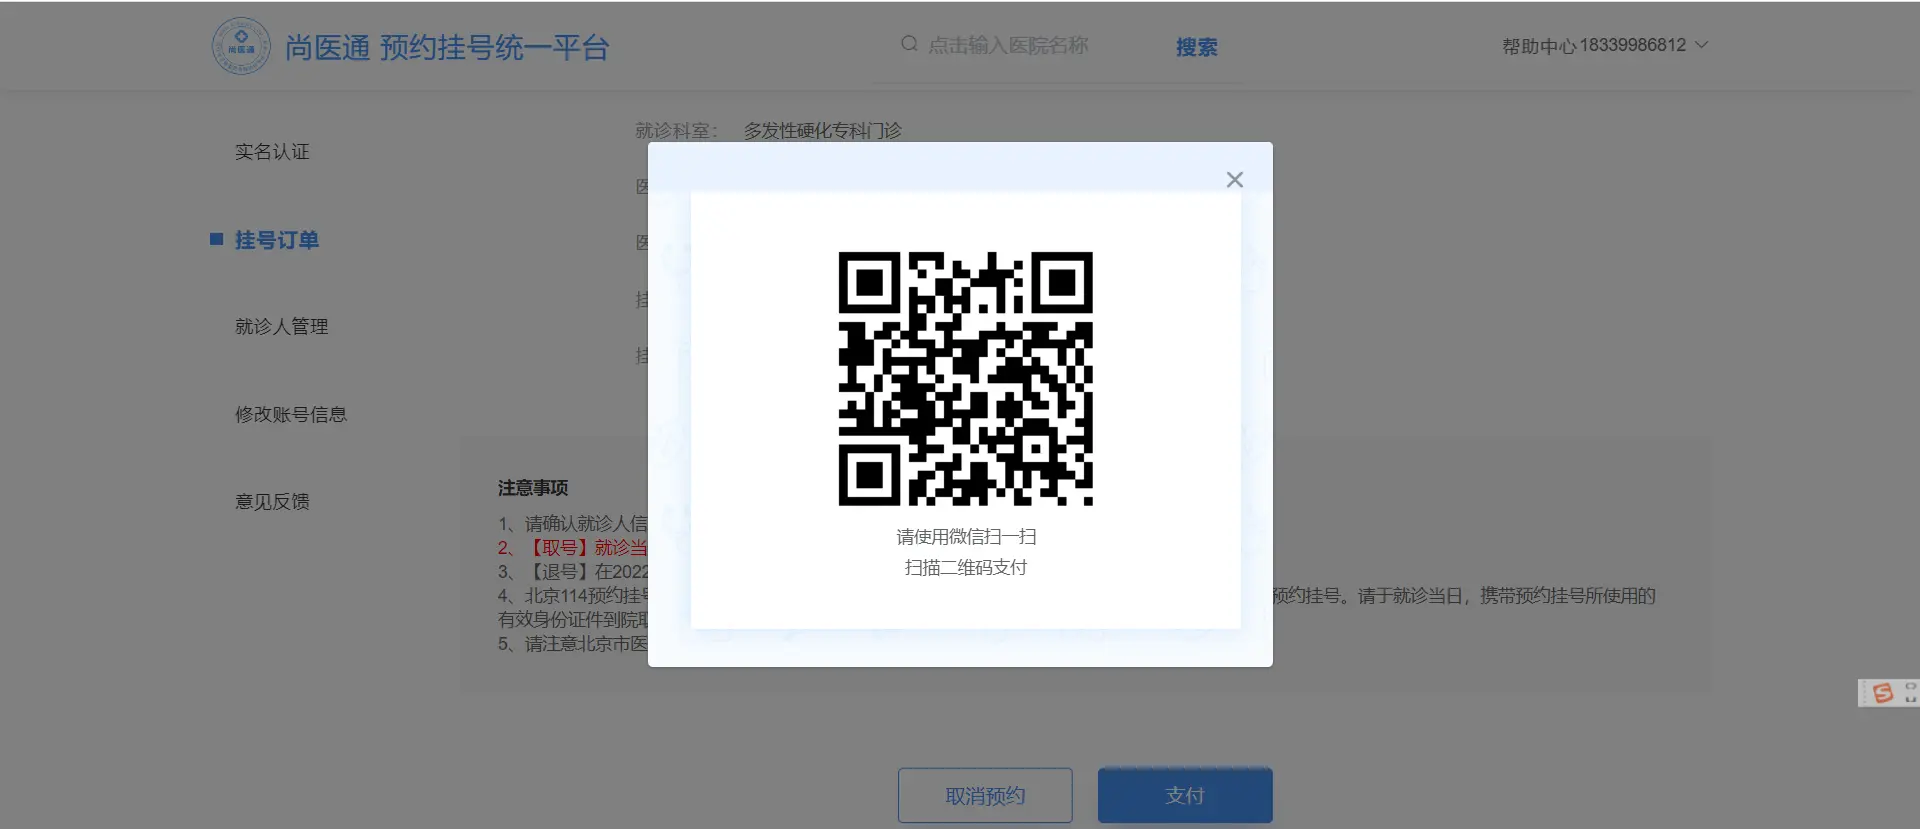 尚医通
尚医通 预约挂号统一平台
点击输入医院名称
搜索
帮助中心 18339986812
实名认证
挂号订单
就诊人管理
修改账号信息
意见反馈
就诊科室： 多发性硬化专科门诊
医
医
挂
挂
请使用微信扫一扫
扫描二维码支付
注意事项
1、请确认就诊人信
2、【取号】就诊当
3、【退号】在2022
4、北京114预约挂号 预约挂号。请于就诊当日，携带预约挂号所使用的
有效身份证件到院取
5、请注意北京市医
取消预约
支付